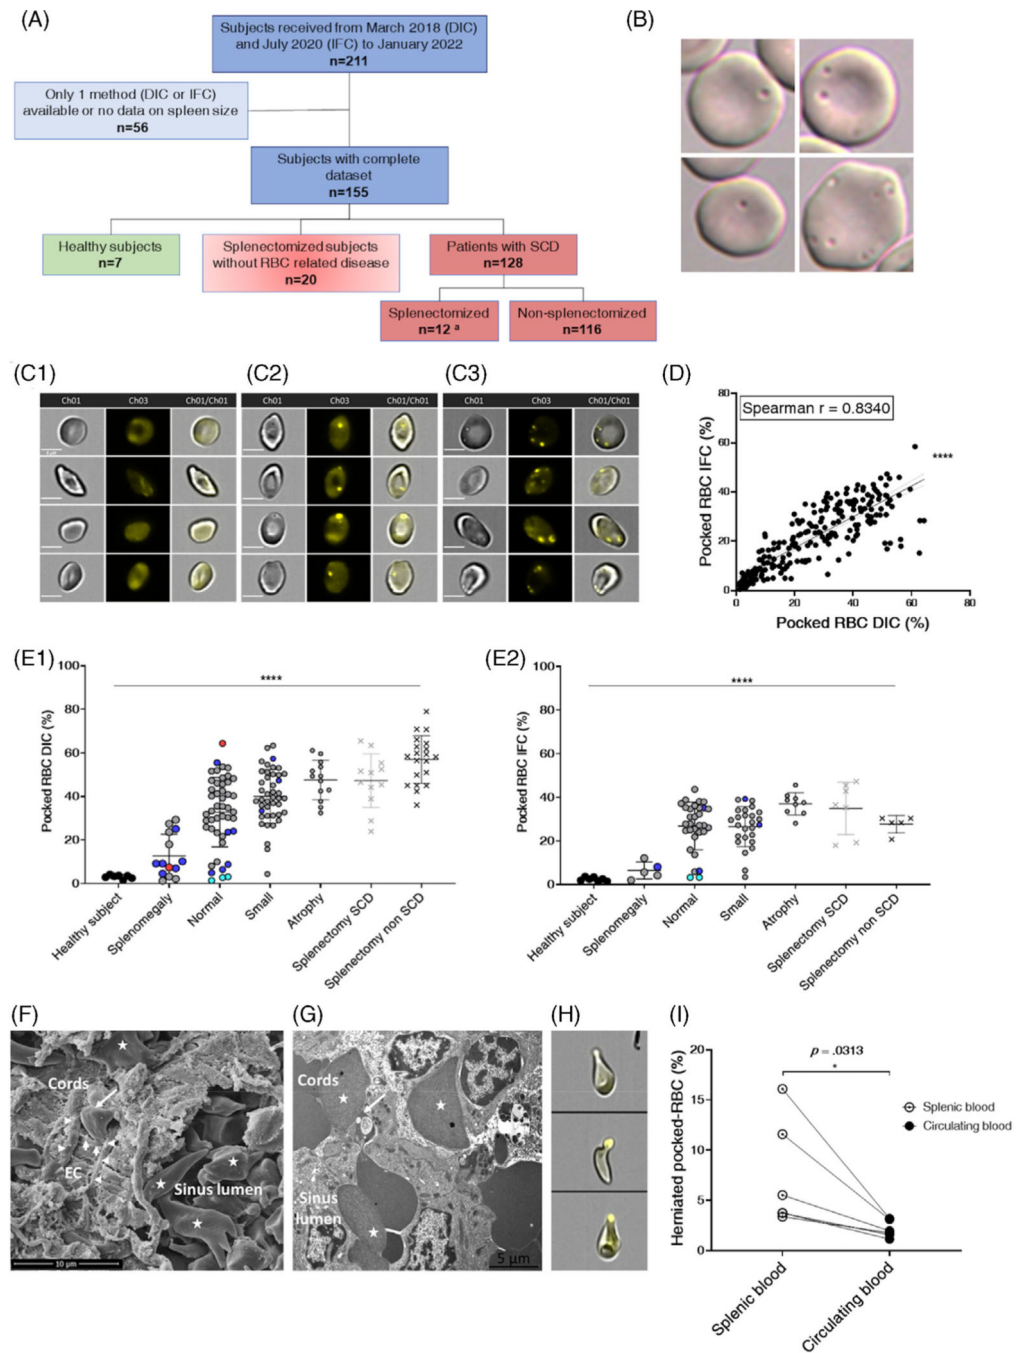 (A)
Subjects received from March 2018 (DIC)
and July 2020 (IFC) to January 2022
n=211
Only 1 method (DIC or IFC)
available or no data on spleen size
n=56
Subjects with complete
dataset
n=155
Healthy subjects
n=7
Splenectomized subjects
without RBC related disease
n=20
Patients with SCD
n=128
Splenectomized
n=12 a
Non-splenectomized
n=116
(B)
(C1)
Ch01 Ch03 Ch01/Ch01
(C2)
Ch01 Ch03 Ch01/Ch01
(C3)
Ch01 Ch03 Ch01/Ch01
(D)
Spearman r = 0.8340
****
Pocked RBC IFC (%)
80
60
40
20
0
0 20 40 60 80
Pocked RBC DIC (%)
(E1)
****
Pocked RBC DIC (%)
100
80
60
40
20
0
Healthy subject
Splenomegaly
Normal
Small
Atrophy
Splenectomy SCD
Splenectomy non SCD
(E2)
****
Pocked RBC IFC (%)
100
80
60
40
20
0
Healthy subject
Splenomegaly
Normal
Small
Atrophy
Splenectomy SCD
Splenectomy non SCD
(F)
Cords
EC
Sinus lumen
10 µm
(G)
Cords
Sinus
lumen
5 µm
(H)
(I)
p = .0313
*
Herniated pocked-RBC (%)
20
15
10
5
0
Splenic blood
Circulating blood
Splenic blood
Circulating blood